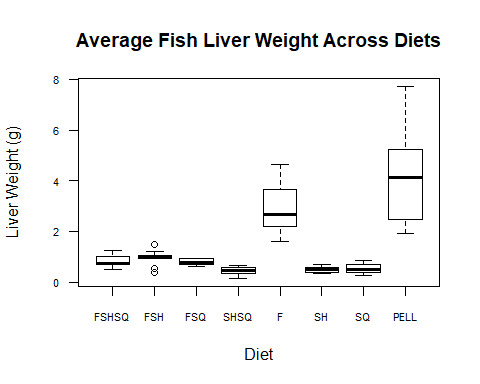 Average Fish Liver Weight Across Diets
Liver Weight (g)
8
6
4
2
0
FSHSQ FSH FSQ SHSQ F SH SQ PELL
Diet